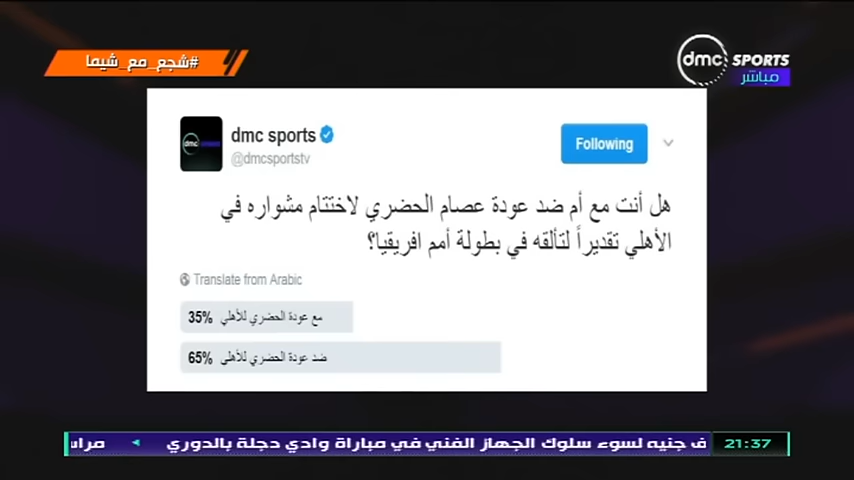 #شجع_مع_شيما
dmc SPORTS
مباشر
dmc sports
@dmcsportstv
Following
هل أنت مع أم ضد عودة عصام الحضري لاختتام مشواره في
الأهلي تقديراً لتألقه في بطولة أمم افريقيا؟
Translate from Arabic
35% مع عودة الحضري للأهلي
65% ضد عودة الحضري للأهلي
ف جنيه لسوء سلوك الجهاز الفني في مباراة وادي دجلة بالدوري ◄ مراس
21:37